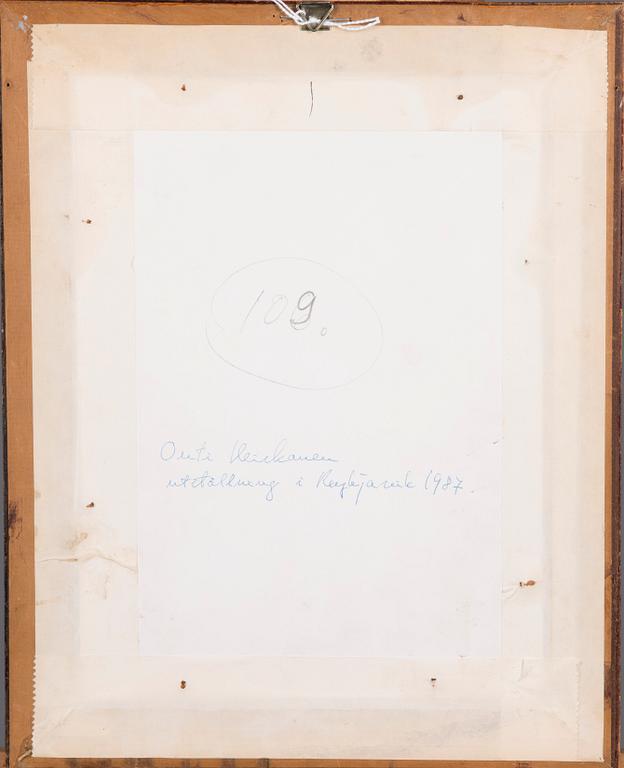 109.
Outi Heiskanen
utställning i Reykjavik 1987.